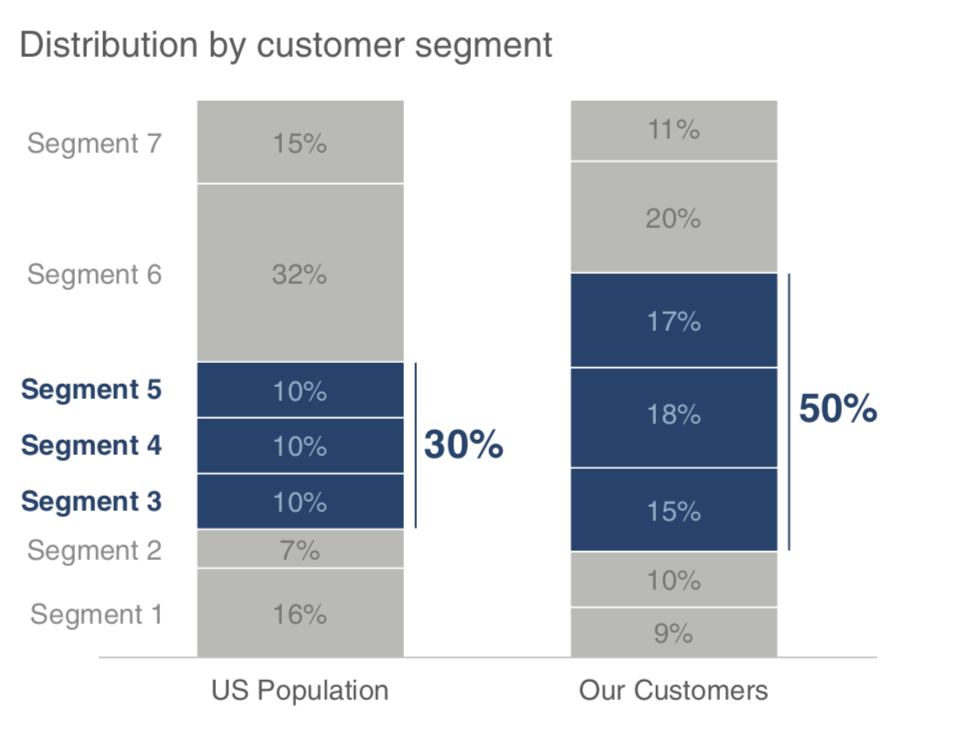 Distribution by customer segment
Segment 7 15% 11%
Segment 6 32% 20%
Segment 5 10% 17%
Segment 4 10% 30% 18% 50%
Segment 3 10% 15%
Segment 2 7% 10%
Segment 1 16% 9%
US Population Our Customers